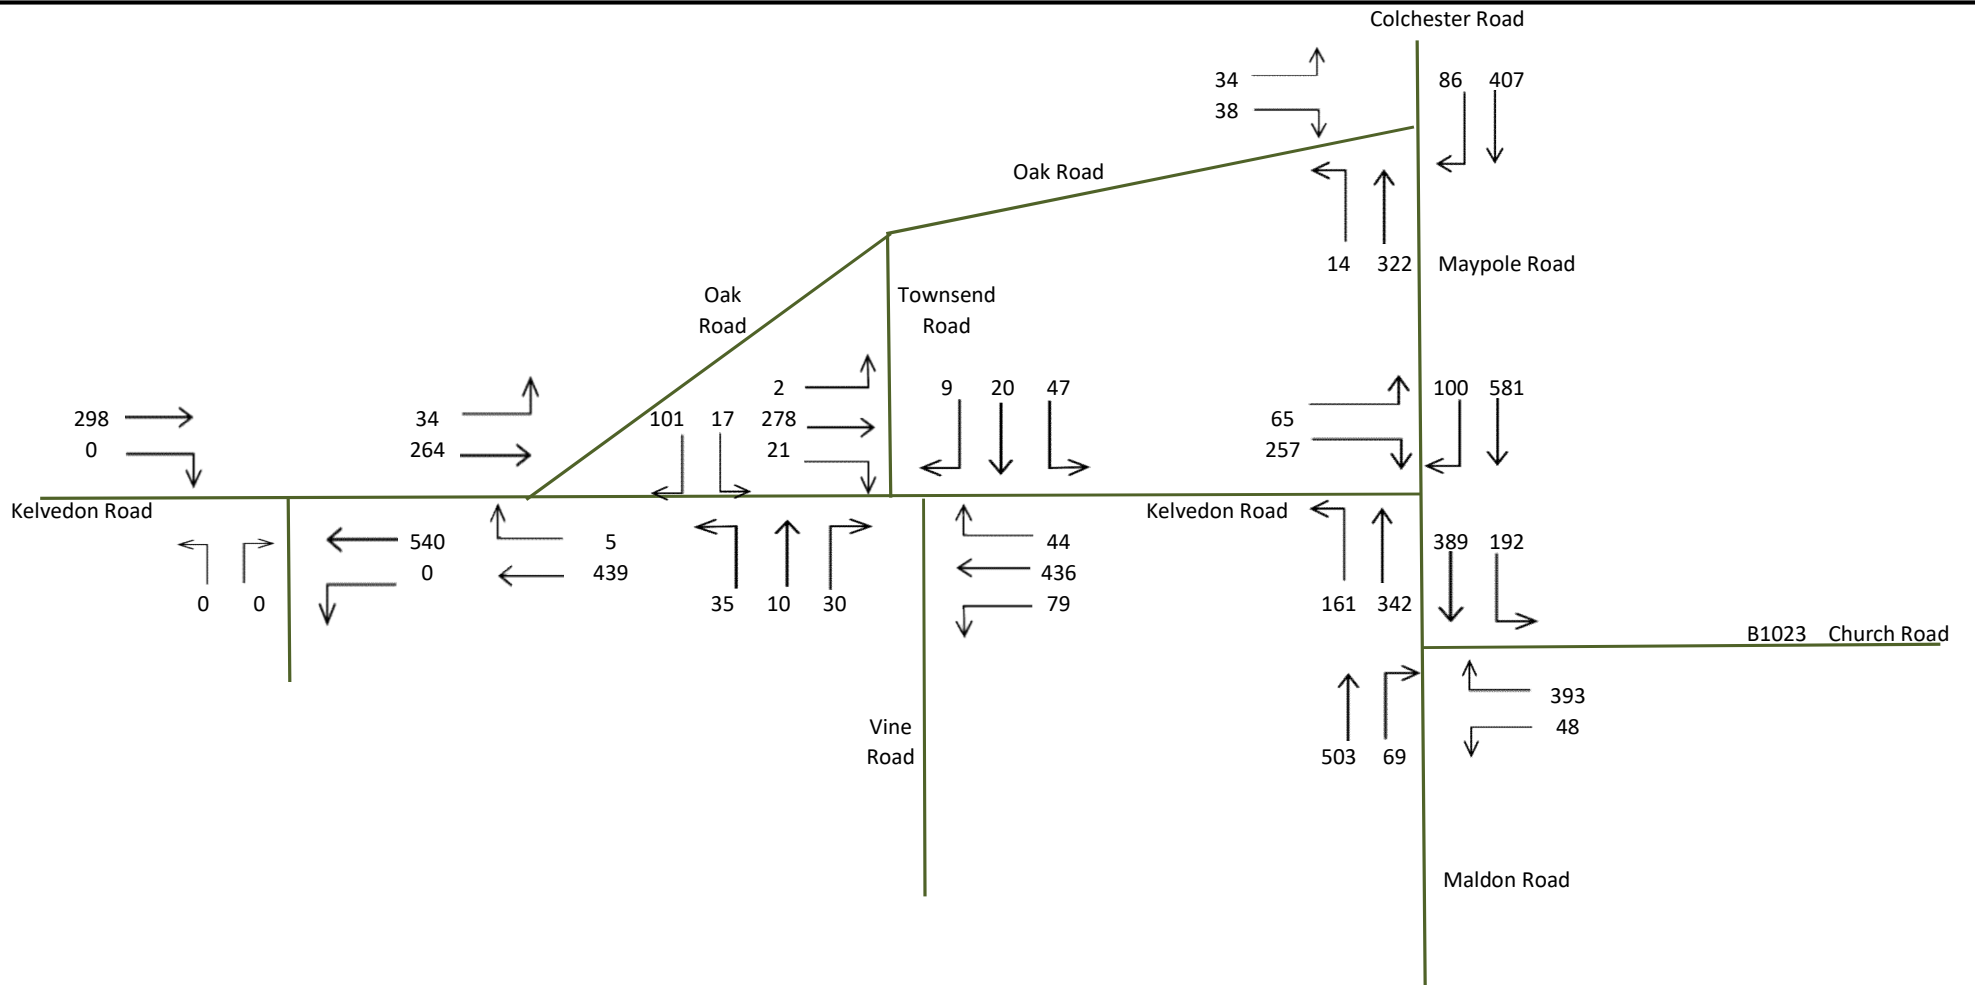 Colchester Road
34
86 407
38
Oak Road
14 322 Maypole Road
Oak
Road
Townsend
Road
2
9 20 47
100 581
298
34
101 17 278
65
0
264
21
257
Kelvedon Road
Kelvedon Road
540
5
44
389 192
0
439
436
0 0
35 10 30
79
161 342
B1023 Church Road
393
Vine
Road
48
503 69
Maldon Road